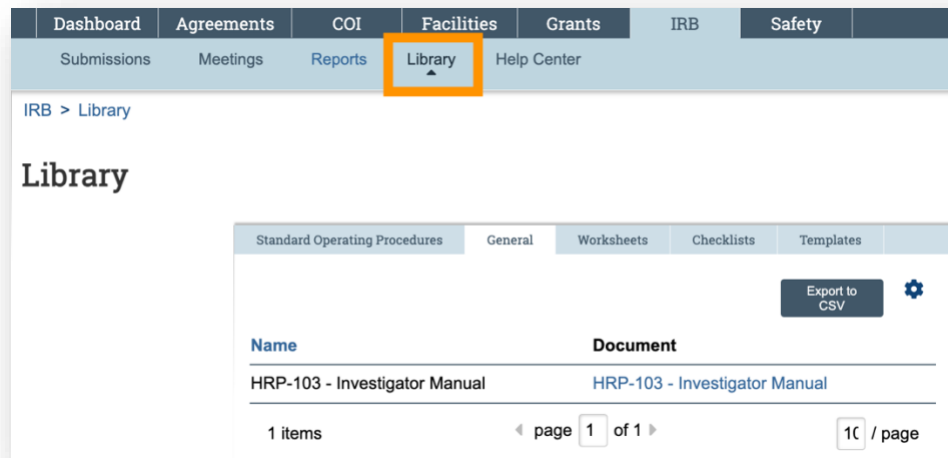 Dashboard Agreements COI Facilities Grants IRB Safety
Submissions Meetings Reports Library Help Center
IRB > Library
Library
Standard Operating Procedures General Worksheets Checklists Templates
Export to
CSV
Name Document
HRP-103 - Investigator Manual HRP-103 - Investigator Manual
1 items page 1 of 1 10 / page